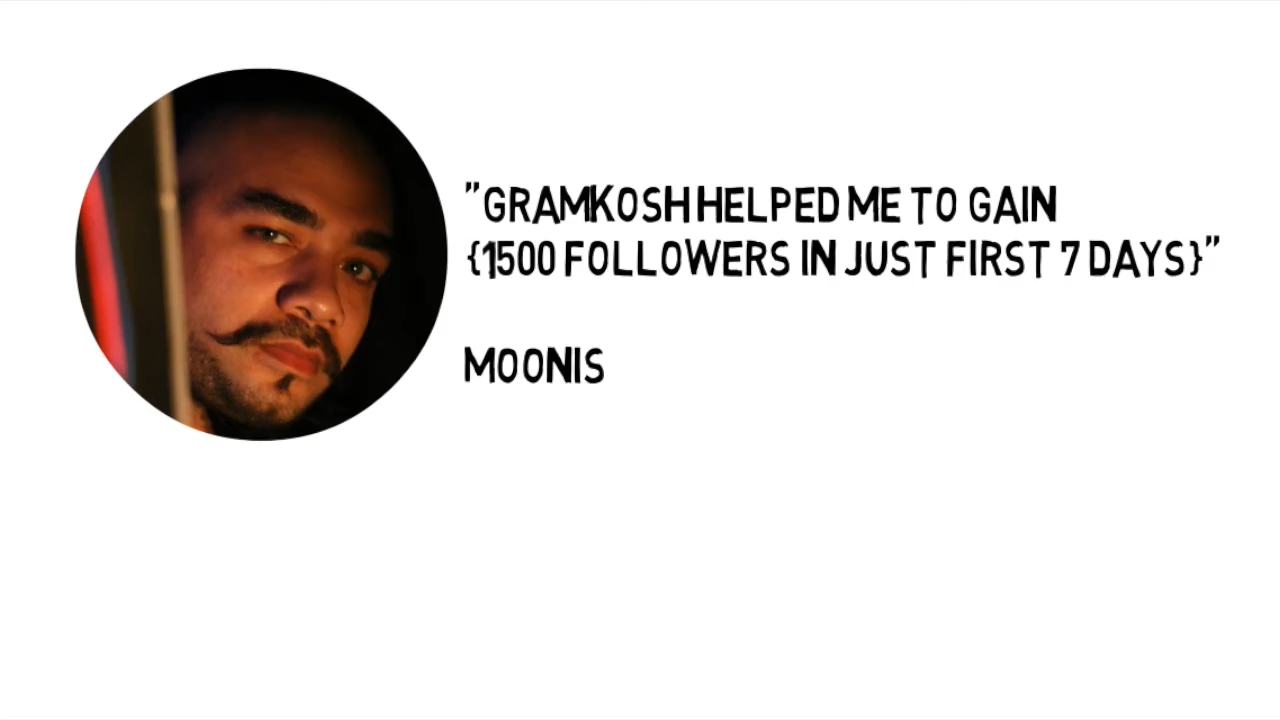 "GRAMKOSH HELPED ME TO GAIN
{1500 FOLLOWERS IN JUST FIRST 7 DAYS}"
MOONIS